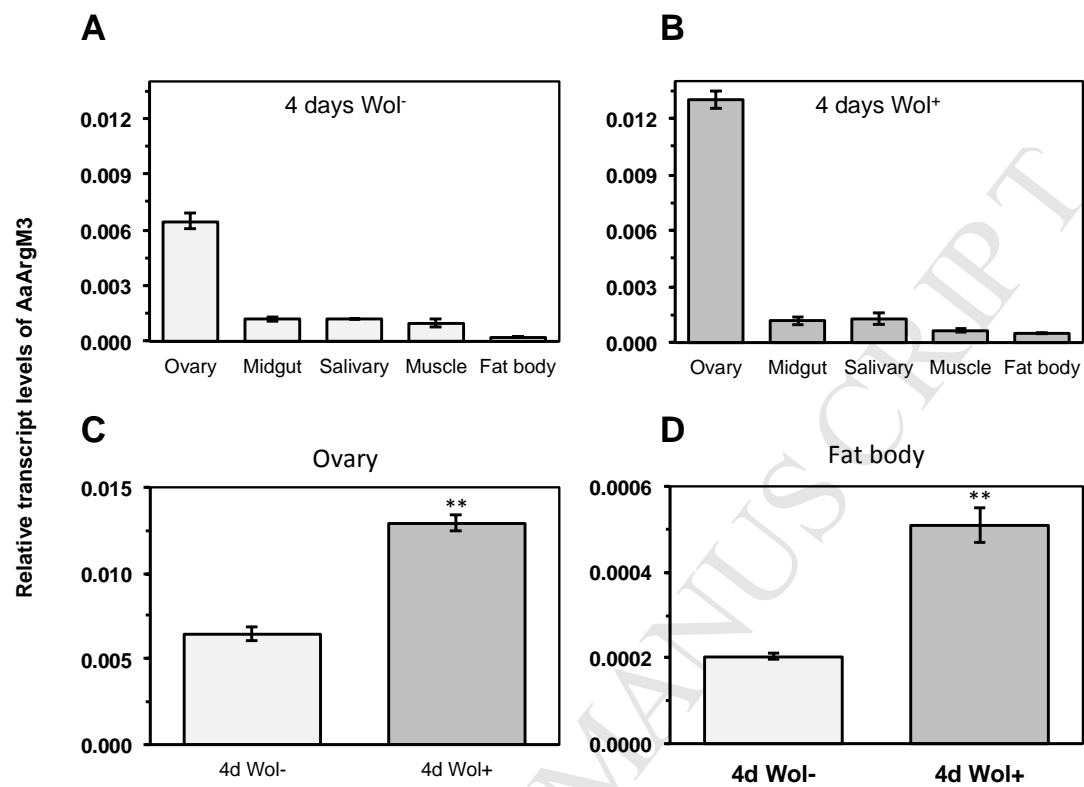 A
B
Relative transcript levels of AaArgM3
4 days Wol-
0.012
0.009
0.006
0.003
0.000
Ovary Midgut Salivary Muscle Fat body
4 days Wol+
0.012
0.009
0.006
0.003
0.000
Ovary Midgut Salivary Muscle Fat body
C
D
Ovary
0.015
0.010
0.005
0.000
**
4d Wol- 4d Wol+
Fat body
0.0006
0.0004
0.0002
0.0000
**
4d Wol- 4d Wol+
MANUSCRIPT